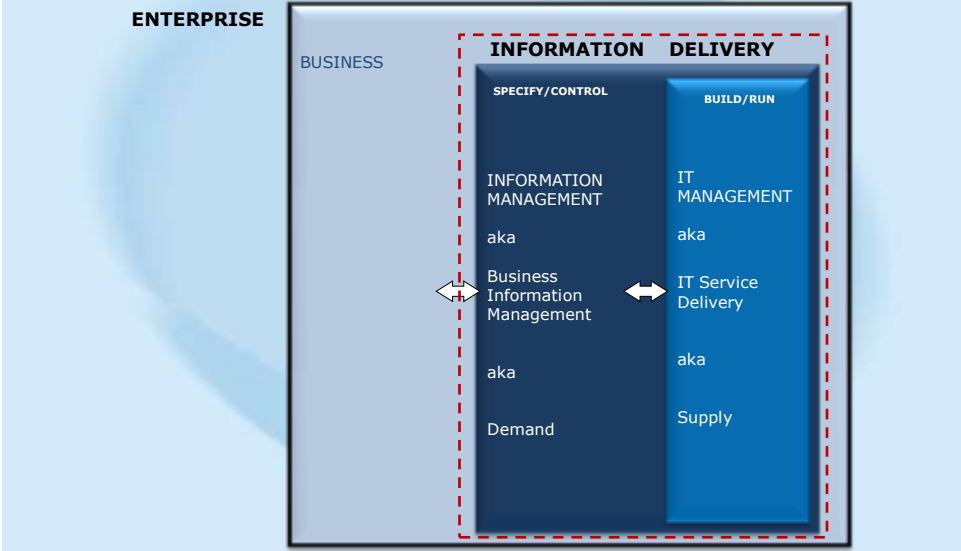 ENTERPRISE
BUSINESS
INFORMATION DELIVERY
SPECIFY/CONTROL
INFORMATION
MANAGEMENT
aka
Business
Information
Management
aka
Demand
BUILD/RUN
IT
MANAGEMENT
aka
IT Service
Delivery
aka
Supply